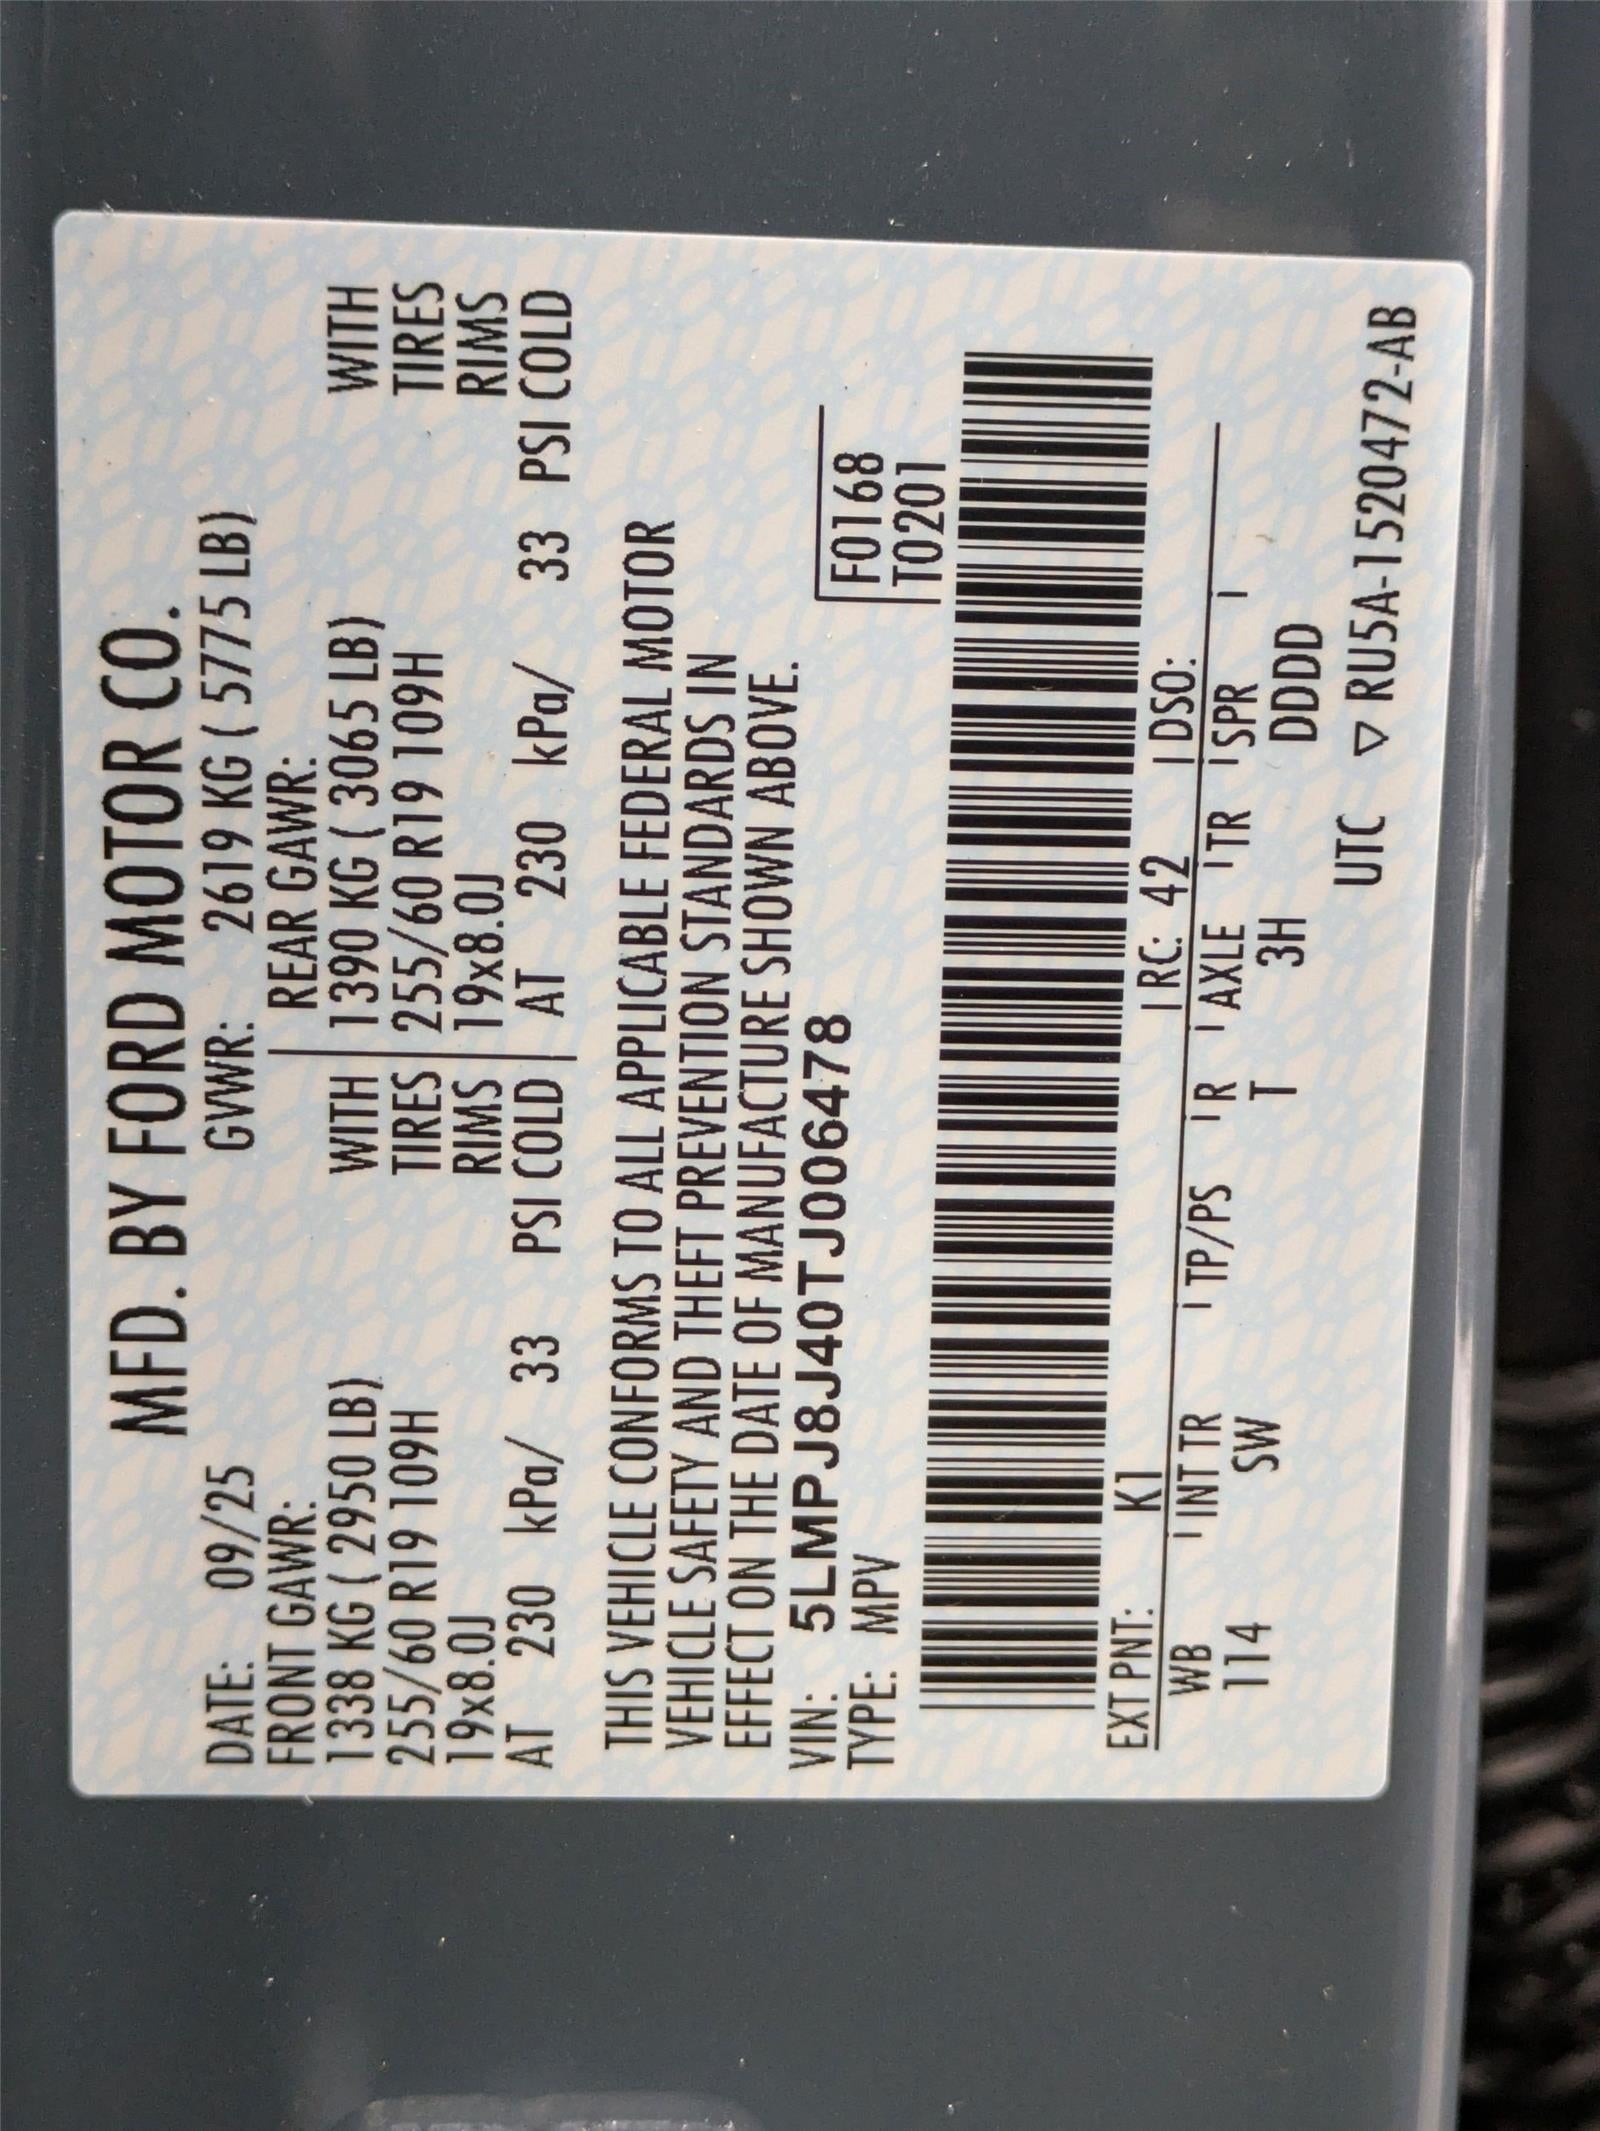 MFD. BY FORD MOTOR CO.
DATE: 09/25 GVWR: 2619 KG ( 5775 LB)
FRONT GAWR: REAR GAWR:
1338 KG ( 2950 LB) WITH 1390 KG ( 3065 LB) WITH
255/60 R19 109H TIRES 255/60 R19 109H TIRES
19x8.0J RIMS 19x8.0J RIMS
AT 230 kPa/ 33 PSI COLD AT 230 kPa/ 33 PSI COLD
THIS VEHICLE CONFORMS TO ALL APPLICABLE FEDERAL MOTOR
VEHICLE SAFETY AND THEFT PREVENTION STANDARDS IN
EFFECT ON THE DATE OF MANUFACTURE SHOWN ABOVE.
VIN: 5LMPJ8J40TJ006478
TYPE: MPV
F0168
T0201
EXT PNT: K1 RC: 42 DSO:
WB INT TR TP/PS R AXLE TR SPR
114 SW T 3H DDDD
UTC ▽ RU5A-1520472-AB